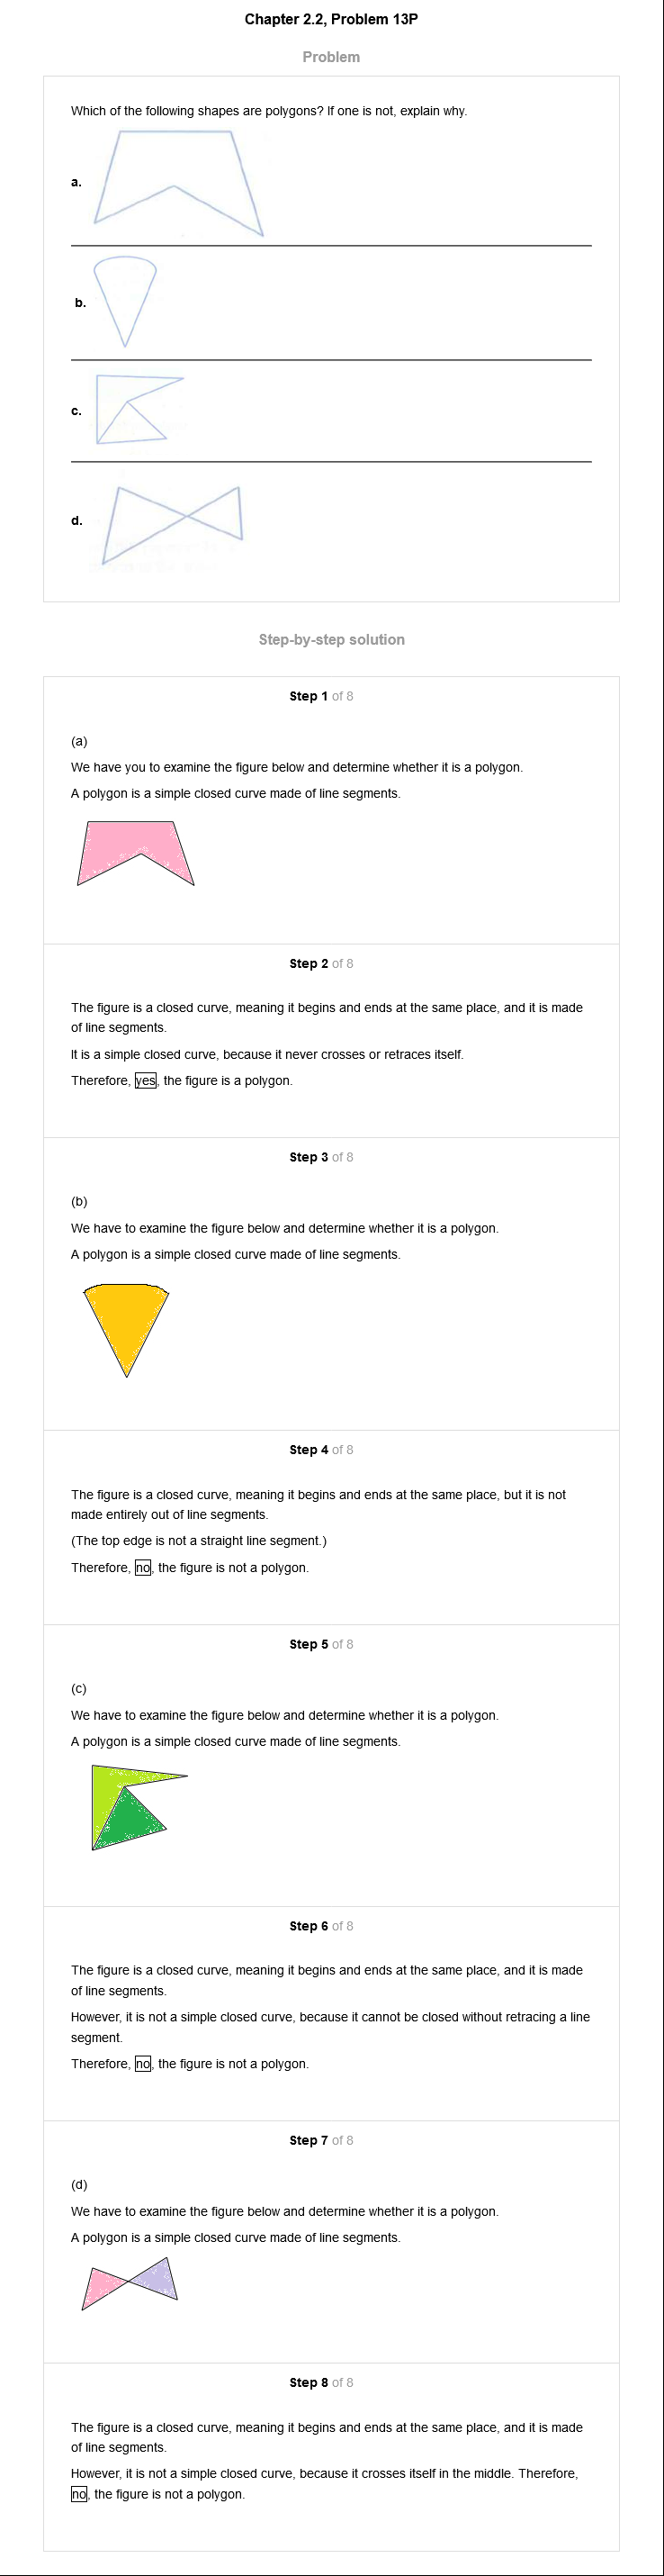 Chapter 2.2, Problem 13P
Problem
Which of the following shapes are polygons? If one is not, explain why.
a.
b.
c.
d.
Step-by-step solution
Step 1 of 8
(a)
We have you to examine the figure below and determine whether it is a polygon.
A polygon is a simple closed curve made of line segments.
Step 2 of 8
The figure is a closed curve, meaning it begins and ends at the same place, and it is made
of line segments.
It is a simple closed curve, because it never crosses or retraces itself.
Therefore, yes, the figure is a polygon.
Step 3 of 8
(b)
We have to examine the figure below and determine whether it is a polygon.
A polygon is a simple closed curve made of line segments.
Step 4 of 8
The figure is a closed curve, meaning it begins and ends at the same place, but it is not
made entirely out of line segments.
(The top edge is not a straight line segment.)
Therefore, no, the figure is not a polygon.
Step 5 of 8
(c)
We have to examine the figure below and determine whether it is a polygon.
A polygon is a simple closed curve made of line segments.
Step 6 of 8
The figure is a closed curve, meaning it begins and ends at the same place, and it is made
of line segments.
However, it is not a simple closed curve, because it cannot be closed without retracing a line
segment.
Therefore, no, the figure is not a polygon.
Step 7 of 8
(d)
We have to examine the figure below and determine whether it is a polygon.
A polygon is a simple closed curve made of line segments.
Step 8 of 8
The figure is a closed curve, meaning it begins and ends at the same place, and it is made
of line segments.
However, it is not a simple closed curve, because it crosses itself in the middle. Therefore,
no, the figure is not a polygon.